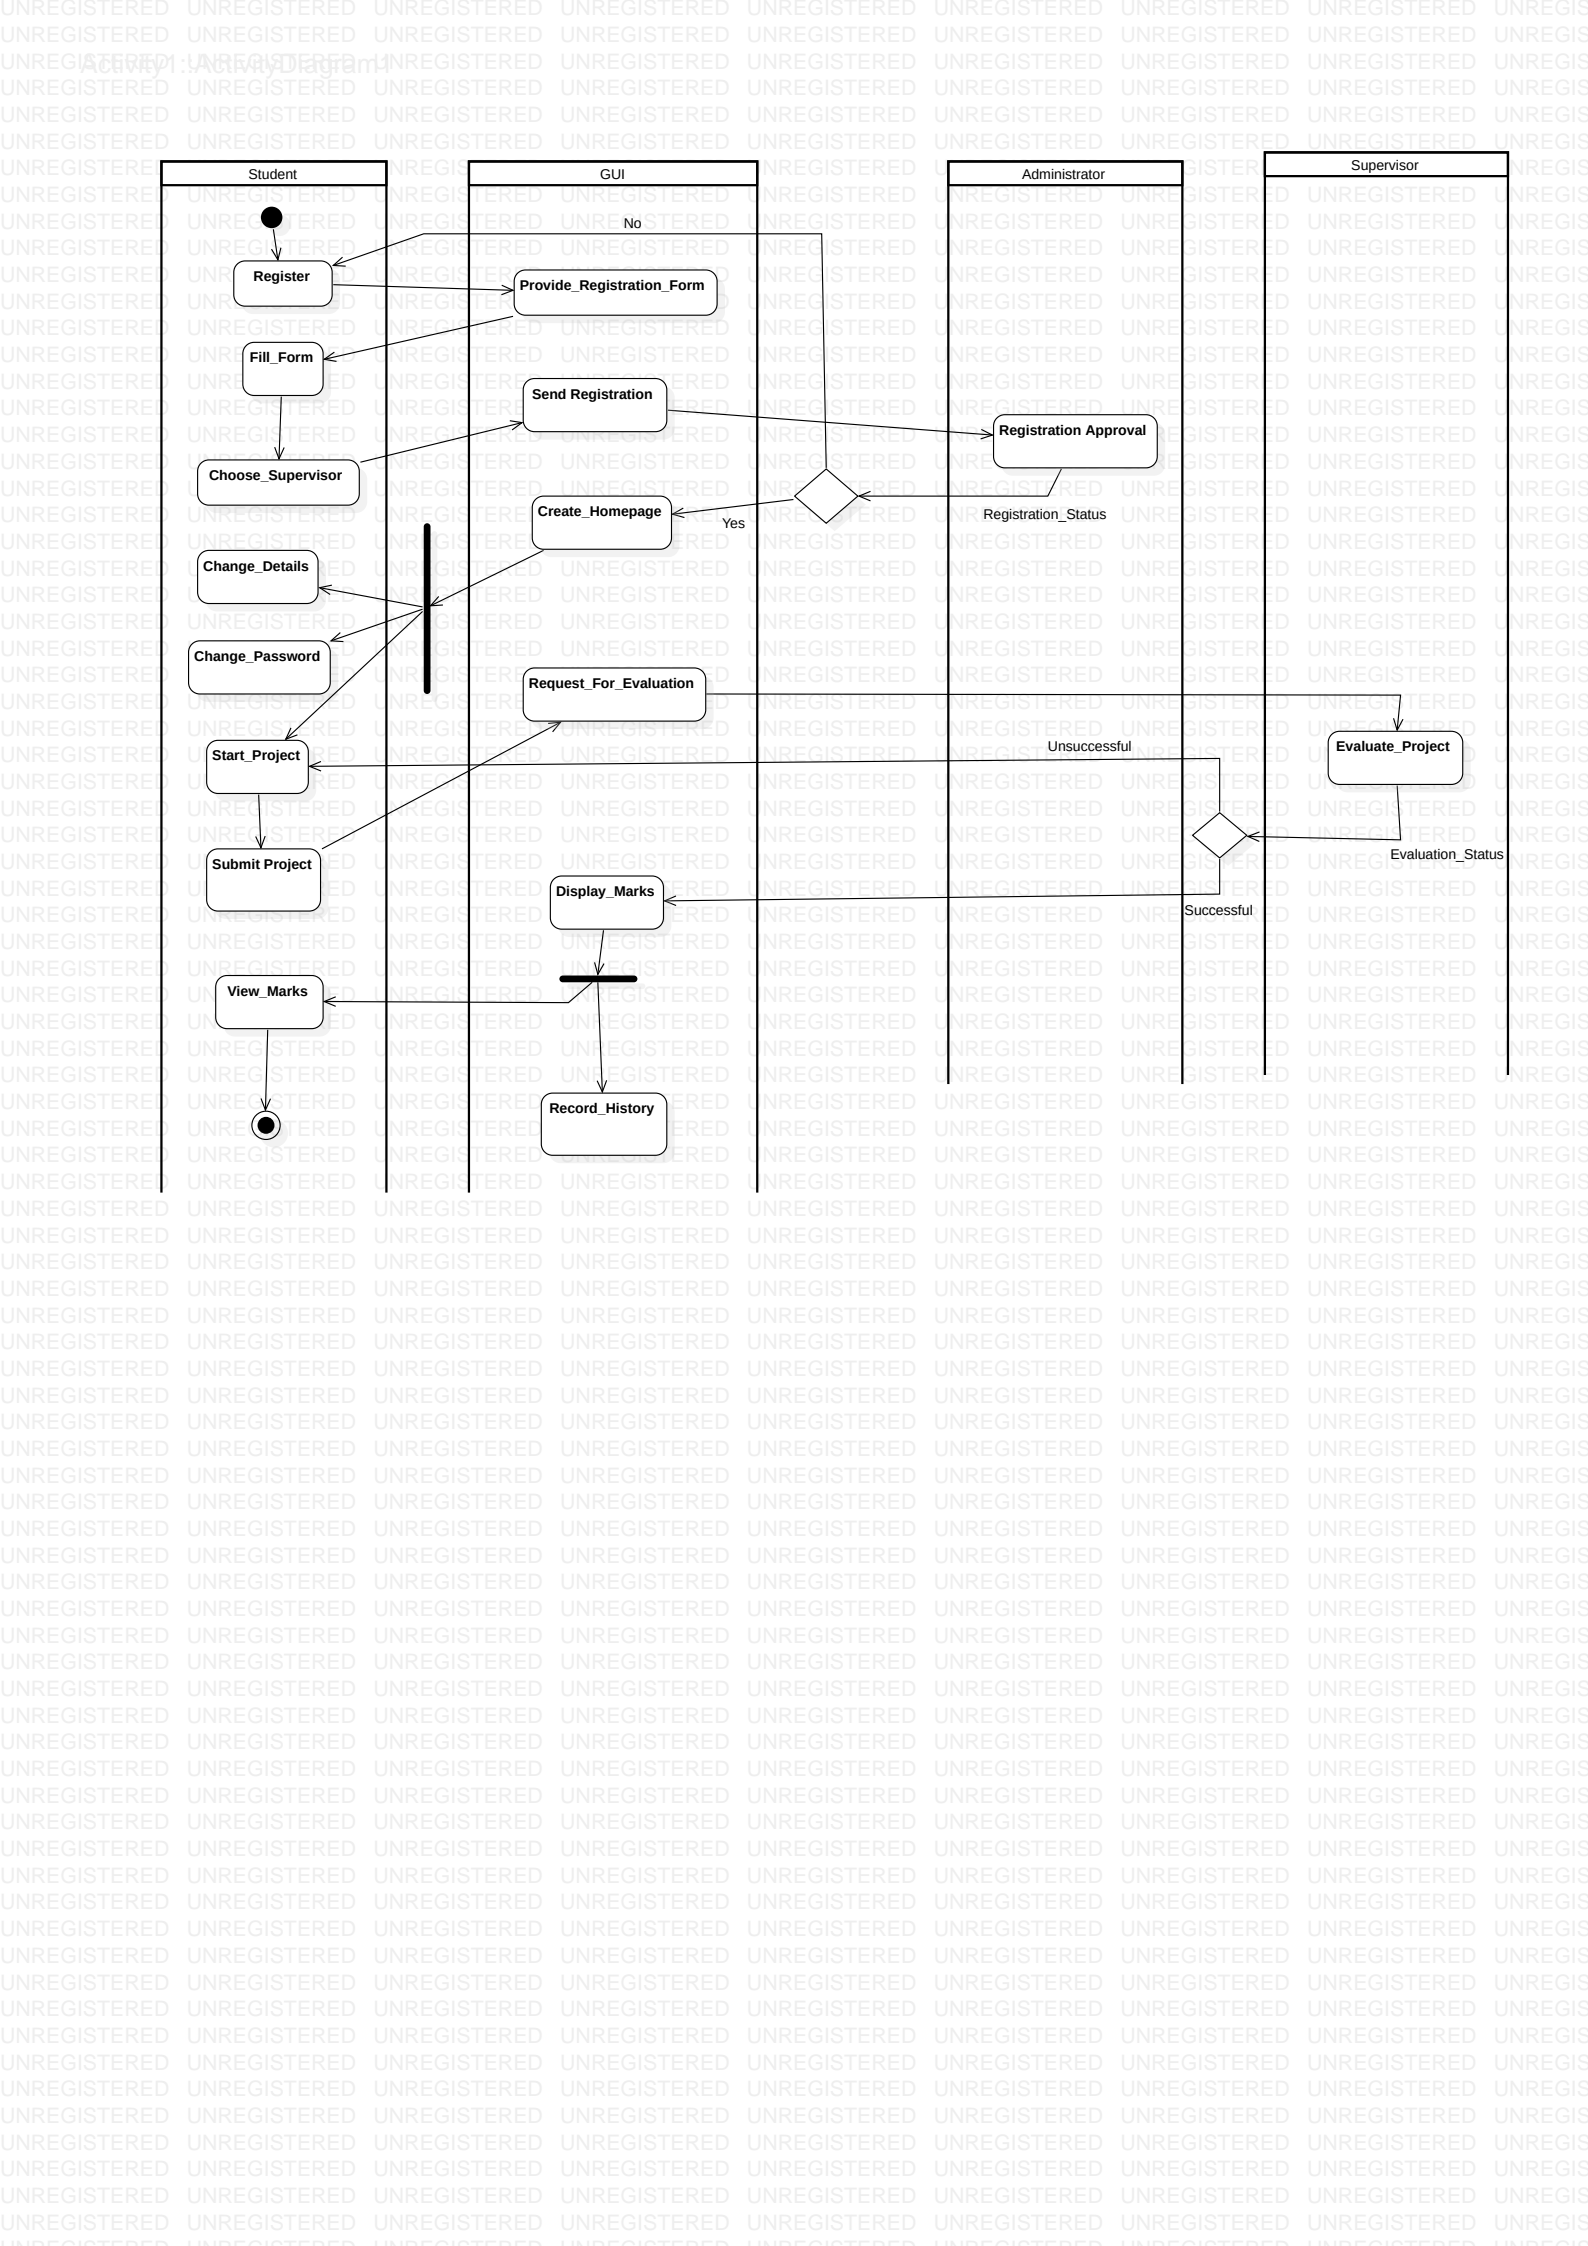 Activity1::ActivityDiagram1
Student
GUI
Administrator
Supervisor
No
Register
Provide_Registration_Form
Fill_Form
Send Registration
Registration Approval
Choose_Supervisor
Create_Homepage
Yes
Registration_Status
Change_Details
Change_Password
Request_For_Evaluation
Start_Project
Unsuccessful
Evaluate_Project
Submit Project
Evaluation_Status
Display_Marks
Successful
View_Marks
Record_History
UNREGISTERED